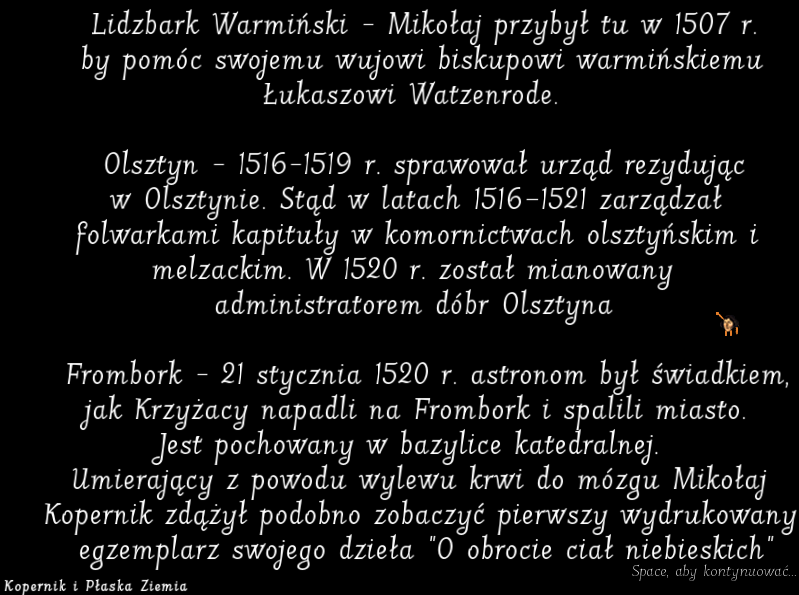 Lidzbark Warmiński - Mikołaj przybył tu w 1507 r.
by pomóc swojemu wujowi biskupowi warmińskiemu
Łukaszowi Watzenrode.
Olsztyn - 1516-1519 r. sprawował urząd rezydując
w Olsztynie. Stąd w latach 1516-1521 zarządzał
folwarkami kapituły w komornictwach olsztyńskim i
melzackim. W 1520 r. został mianowany
administratorem dóbr Olsztyna
Frombork - 21 stycznia 1520 r. astronom był świadkiem,
jak Krzyżacy napadli na Frombork i spalili miasto.
Jest pochowany w bazylice katedralnej.
Umierający z powodu wylewu krwi do mózgu Mikołaj
Kopernik zdążył podobno zobaczyć pierwszy wydrukowany
egzemplarz swojego dzieła "O obrocie ciał niebieskich"
Space, aby kontynuować...
Kopernik i Płaska Ziemia